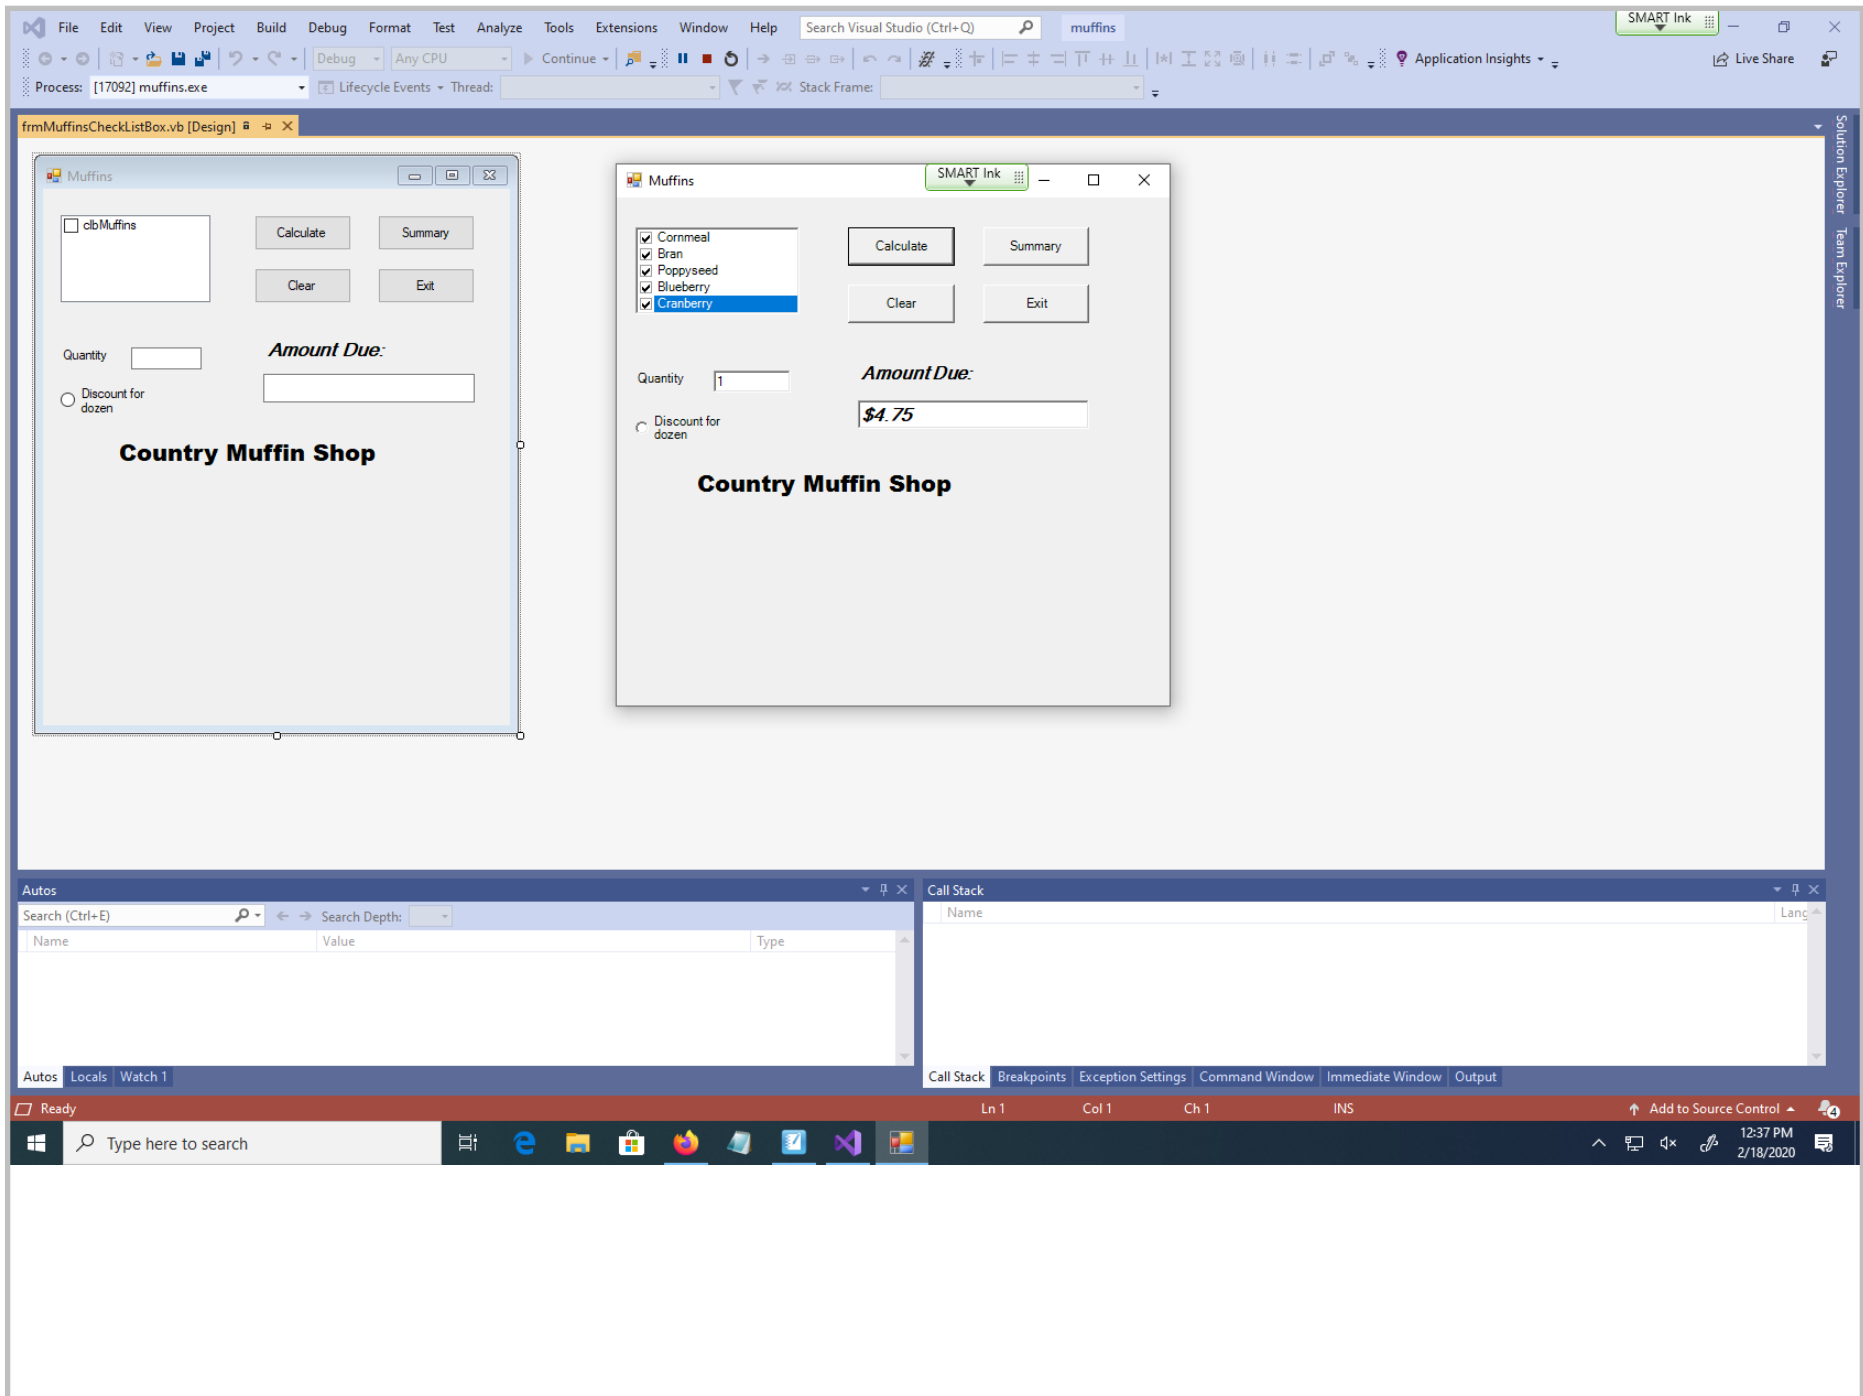 File Edit View Project Build Debug Format Test Analyze Tools Extensions Window Help Search Visual Studio (Ctrl+Q) muffins SMART Ink
Debug Any CPU Continue Application Insights Live Share
Process: [17092] muffins.exe Lifecycle Events Thread: Stack Frame:
frmMuffinsCheckListBox.vb [Design]
Solution Explorer
Team Explorer
Muffins
clbMuffins
Calculate Summary
Clear Exit
Quantity
Amount Due:
Discount for
dozen
Country Muffin Shop
Muffins SMART Ink
Cornmeal
Bran
Poppyseed
Blueberry
Cranberry
Calculate Summary
Clear Exit
Quantity 1
Amount Due:
$4.75
Discount for
dozen
Country Muffin Shop
Autos
Search (Ctrl+E) Search Depth:
Name Value Type
Autos Locals Watch 1
Call Stack
Name Lang
Call Stack Breakpoints Exception Settings Command Window Immediate Window Output
Ready Ln 1 Col 1 Ch 1 INS Add to Source Control 4
Type here to search
12:37 PM
2/18/2020